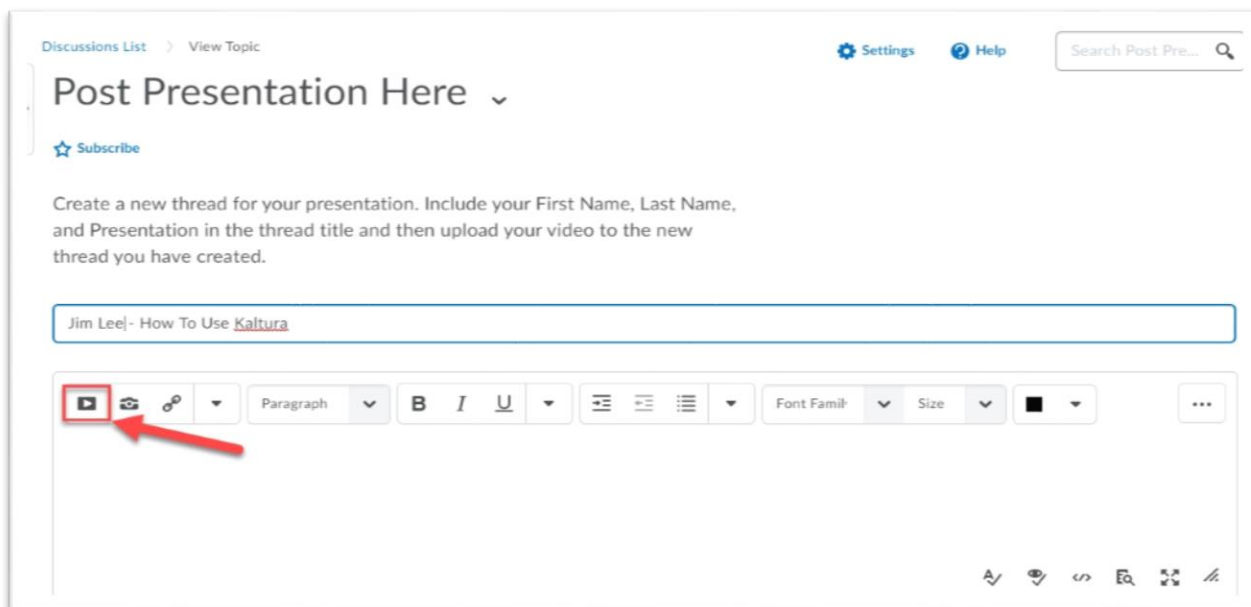 Discussions List > View Topic
Settings
Help
Search Post Pre...
Post Presentation Here
Subscribe
Create a new thread for your presentation. Include your First Name, Last Name,
and Presentation in the thread title and then upload your video to the new
thread you have created.
Jim Lee - How To Use Kaltura
Paragraph
B I U
Font Famil
Size
...